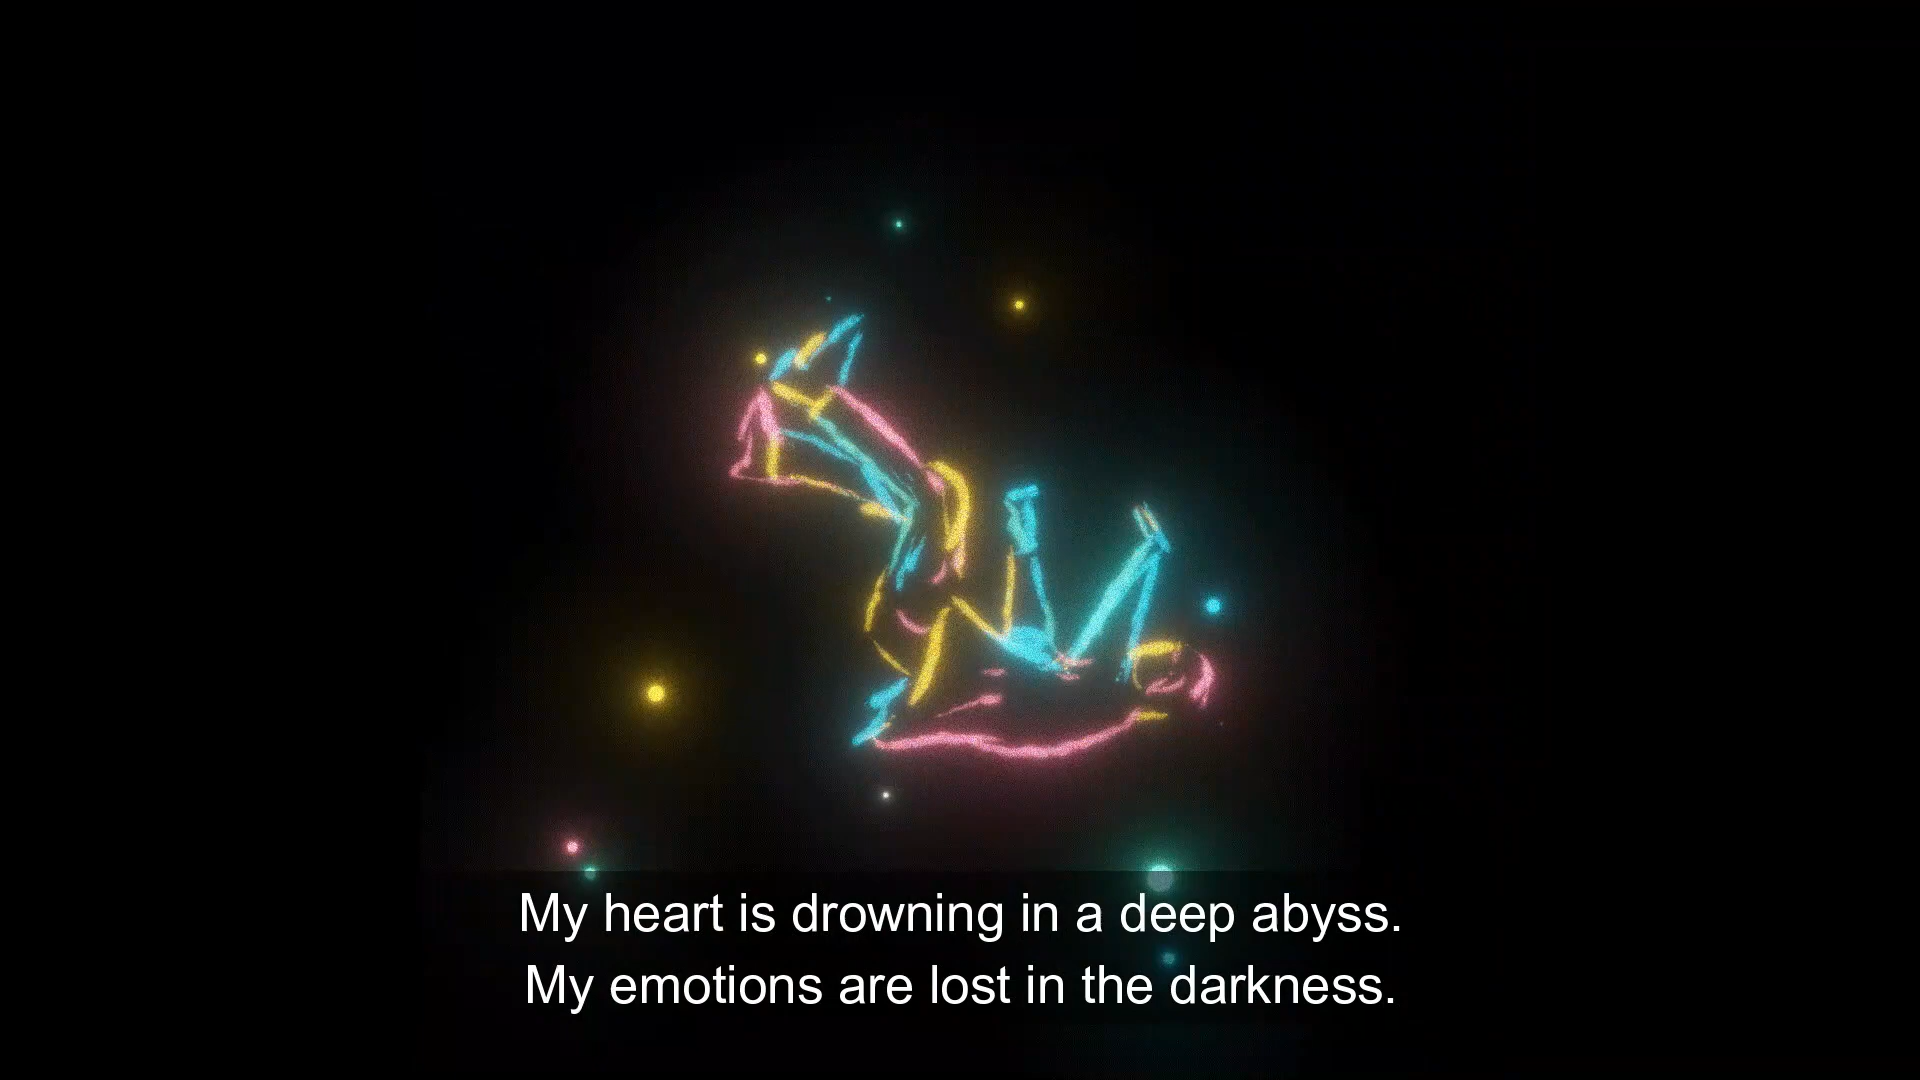 My heart is drowning in a deep abyss.
My emotions are lost in the darkness.